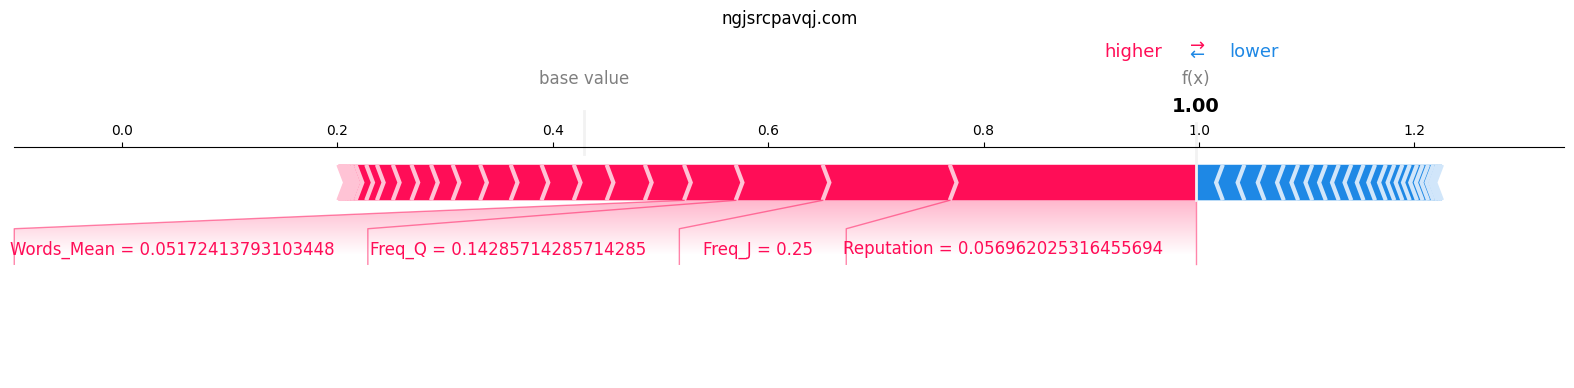 ngjsrcpavqj.com
higher ⇄ lower
base value f(x)
1.00
0.0 0.2 0.4 0.6 0.8 1.0 1.2
Words_Mean = 0.05172413793103448 Freq_Q = 0.14285714285714285 Freq_J = 0.25 Reputation = 0.056962025316455694